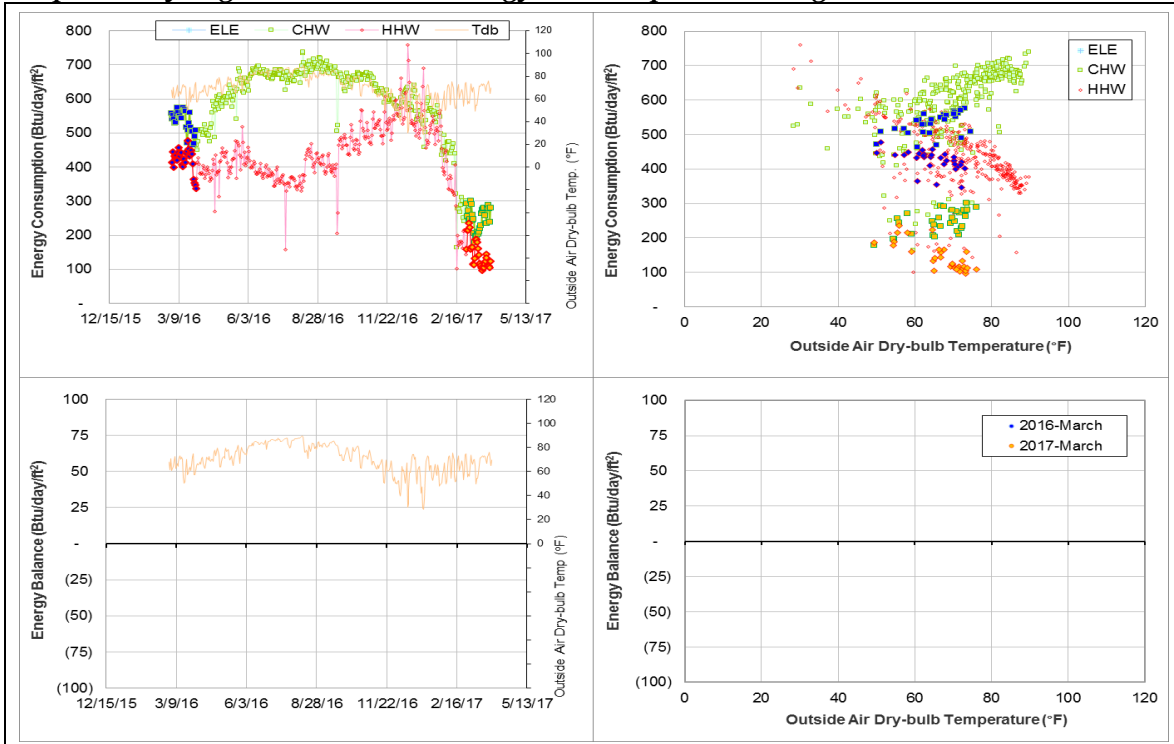 ELE CHW HHW Tdb
Energy Consumption (Btu/day/ft²)
800
700
600
500
400
300
200
100
-
120
100
80
60
40
20
0
Outside Air Dry-bulb Temp. (°F)
12/15/15 3/9/16 6/3/16 8/28/16 11/22/16 2/16/17 5/13/17
Energy Consumption (Btu/day/ft²)
800
700
600
500
400
300
200
100
-
ELE
CHW
HHW
0 20 40 60 80 100 120
Outside Air Dry-bulb Temperature (°F)
Energy Balance (Btu/day/ft²)
100
75
50
25
-
(25)
(50)
(75)
(100)
120
100
80
60
40
20
0
Outside Air Dry-bulb Temp (°F)
12/15/15 3/9/16 6/3/16 8/28/16 11/22/16 2/16/17 5/13/17
Energy Balance (Btu/day/ft²)
100
75
50
25
-
(25)
(50)
(75)
(100)
2016-March
2017-March
0 20 40 60 80 100 120
Outside Air Dry-bulb Temperature (°F)